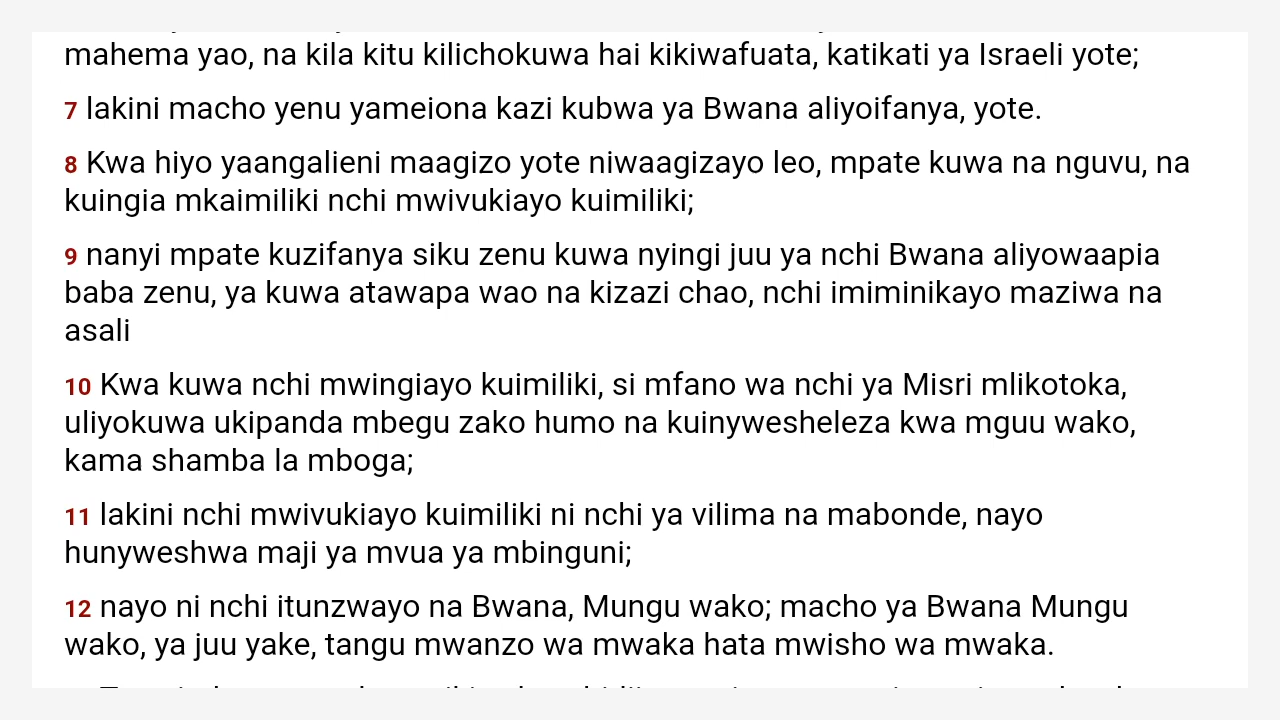 mahema yao, na kila kitu kilichokuwa hai kikiwafuata, katikati ya Israeli yote;
7 lakini macho yenu yameiona kazi kubwa ya Bwana aliyoifanya, yote.
8 Kwa hiyo yaangalieni maagizo yote niwaagizayo leo, mpate kuwa na nguvu, na
kuingia mkaimiliki nchi mwivukiayo kuimiliki;
9 nanyi mpate kuzifanya siku zenu kuwa nyingi juu ya nchi Bwana aliyowaapia
baba zenu, ya kuwa atawapa wao na kizazi chao, nchi imiminikayo maziwa na
asali
10 Kwa kuwa nchi mwingiayo kuimiliki, si mfano wa nchi ya Misri mlikotoka,
uliyokuwa ukipanda mbegu zako humo na kuinywesheleza kwa mguu wako,
kama shamba la mboga;
11 lakini nchi mwivukiayo kuimiliki ni nchi ya vilima na mabonde, nayo
hunyweshwa maji ya mvua ya mbinguni;
12 nayo ni nchi itunzwayo na Bwana, Mungu wako; macho ya Bwana Mungu
wako, ya juu yake, tangu mwanzo wa mwaka hata mwisho wa mwaka.